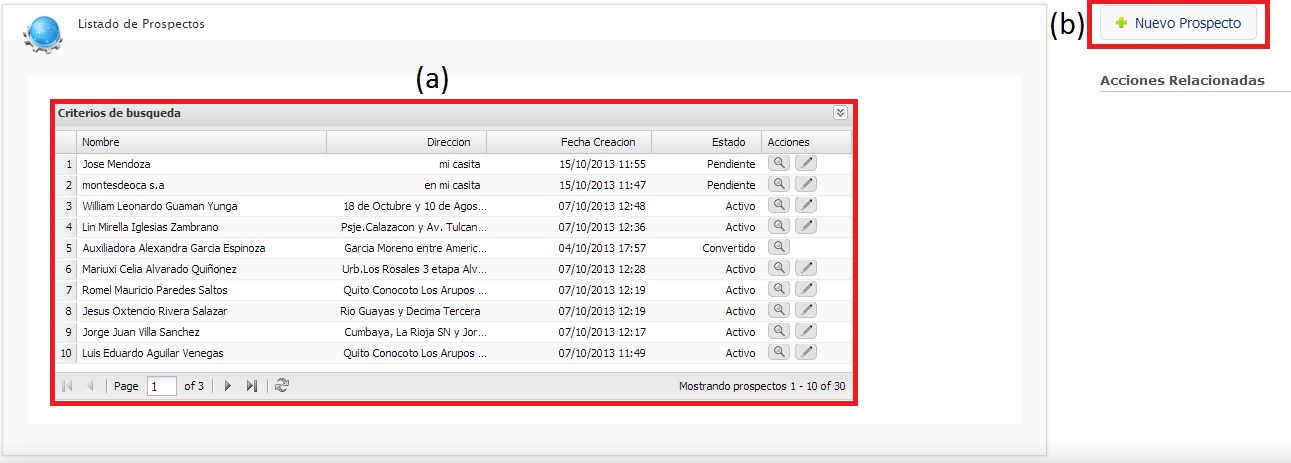 Listado de Prospectos
(b)
Nuevo Prospecto
Acciones Relacionadas
(a)
Criterios de busqueda
Nombre Direccion Fecha Creacion Estado Acciones
1 Jose Mendoza mi casita 15/10/2013 11:55 Pendiente
2 montesdeoca s.a en mi casita 15/10/2013 11:47 Pendiente
3 William Leonardo Guaman Yunga 18 de Octubre y 10 de Agos... 07/10/2013 12:48 Activo
4 Lin Mirella Iglesias Zambrano Psje.Calazacon y Av. Tulcan... 07/10/2013 12:36 Activo
5 Auxiliadora Alexandra Garcia Espinoza Garcia Moreno entre Americ... 04/10/2013 17:57 Convertido
6 Mariuxi Celia Alvarado Quiñonez Urb.Los Rosales 3 etapa Alv... 07/10/2013 12:28 Activo
7 Romel Mauricio Paredes Saltos Quito Conocoto Los Arupos ... 07/10/2013 12:19 Activo
8 Jesus Oxtencio Rivera Salazar Rio Guayas y Decima Tercera 07/10/2013 12:19 Activo
9 Jorge Juan Villa Sanchez Cumbaya, La Rioja SN y Jor... 07/10/2013 12:17 Activo
10 Luis Eduardo Aguilar Venegas Quito Conocoto Los Arupos ... 07/10/2013 11:49 Activo
Page 1 of 3 Mostrando prospectos 1 - 10 of 30